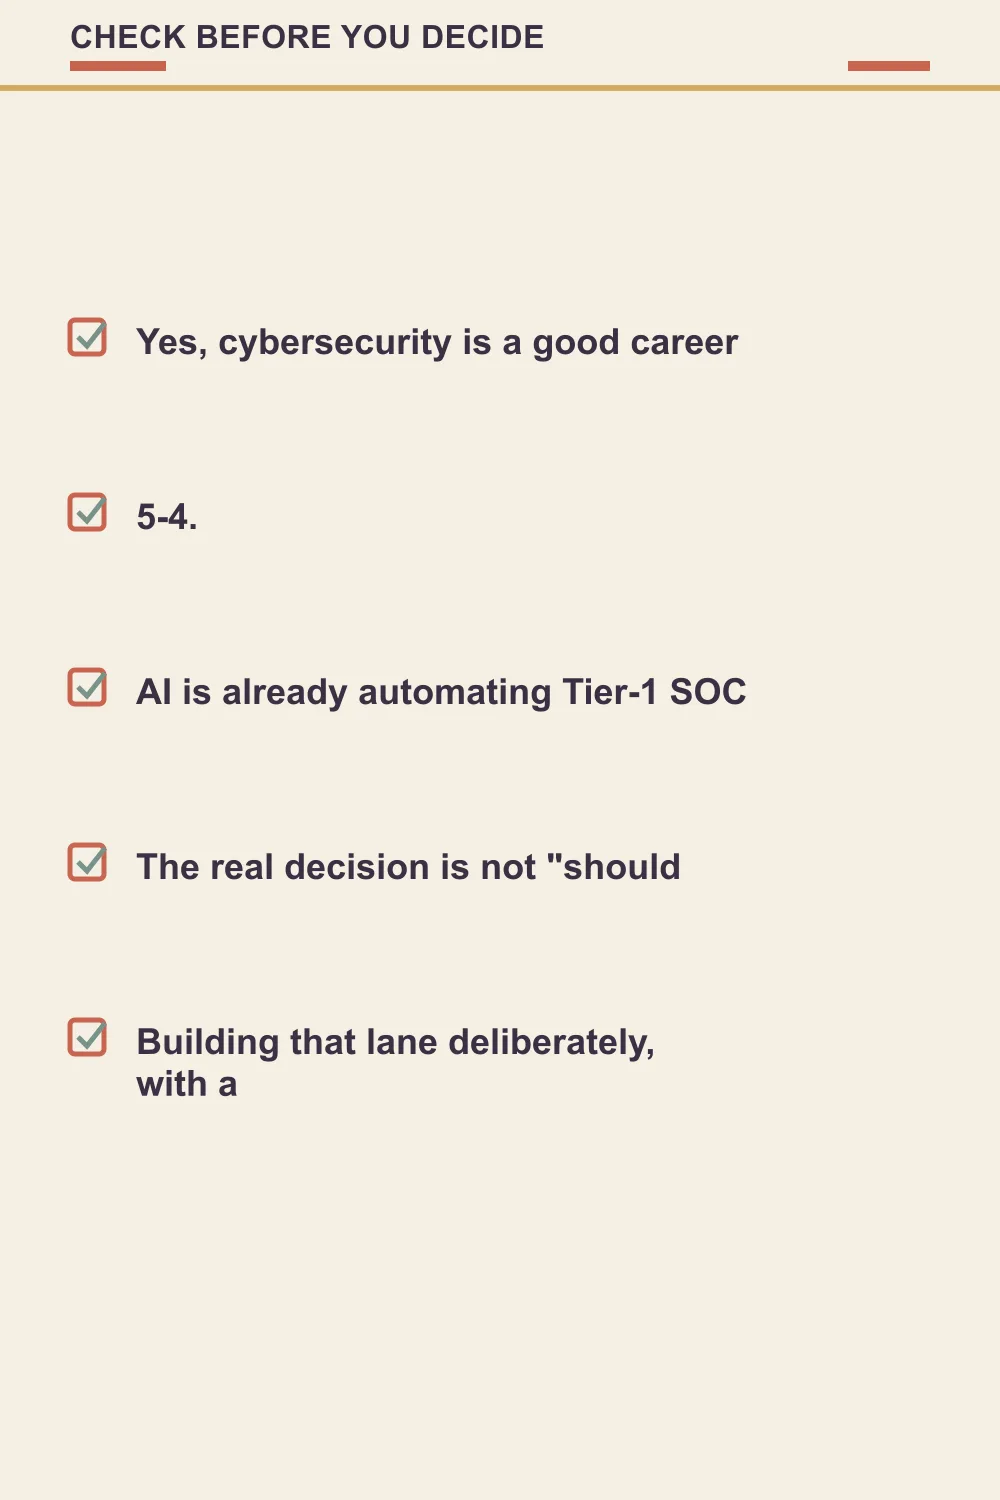 CHECK BEFORE YOU DECIDE
Yes, cybersecurity is a good career
5-4.
AI is already automating Tier-1 SOC
The real decision is not "should
Building that lane deliberately,
with a